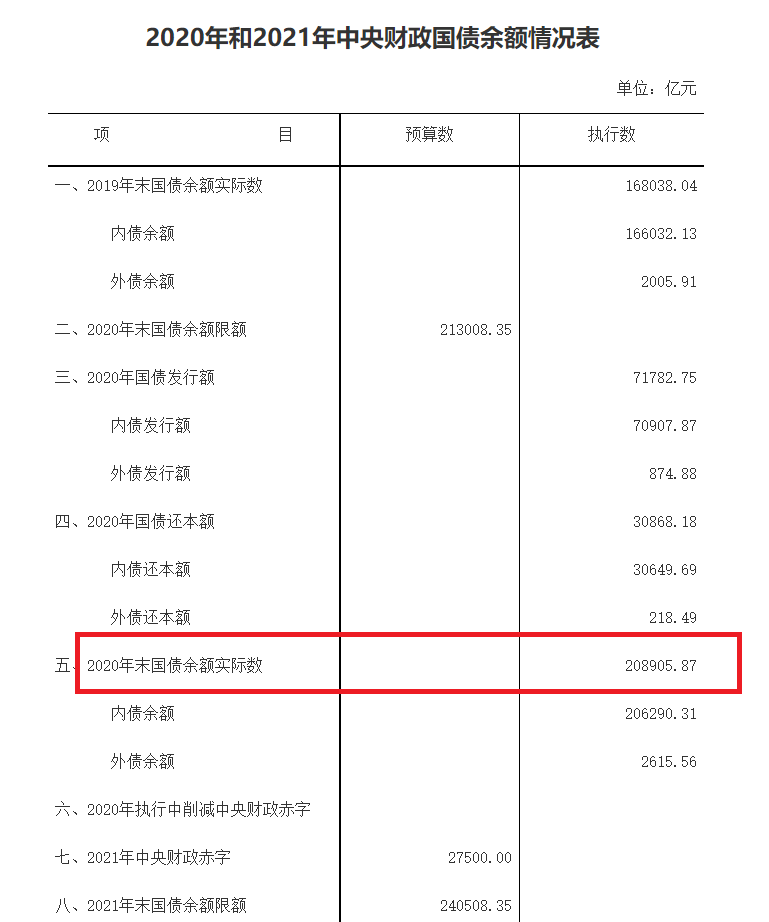 2020年和2021年中央财政国债余额情况表
单位：亿元
项 目 预算数 执行数
一、2019年末国债余额实际数 168038.04
内债余额 166032.13
外债余额 2005.91
二、2020年末国债余额限额 213008.35
三、2020年国债发行额 71782.75
内债发行额 70907.87
外债发行额 874.88
四、2020年国债还本额 30868.18
内债还本额 30649.69
外债还本额 218.49
五、2020年末国债余额实际数 208905.87
内债余额 206290.31
外债余额 2615.56
六、2020年执行中削减中央财政赤字
七、2021年中央财政赤字 27500.00
八、2021年末国债余额限额 240508.35